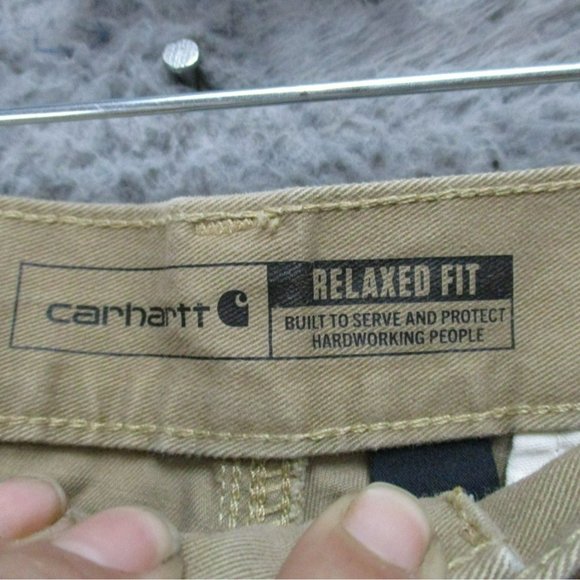 carhartt
RELAXED FIT
BUILT TO SERVE AND PROTECT
HARDWORKING PEOPLE